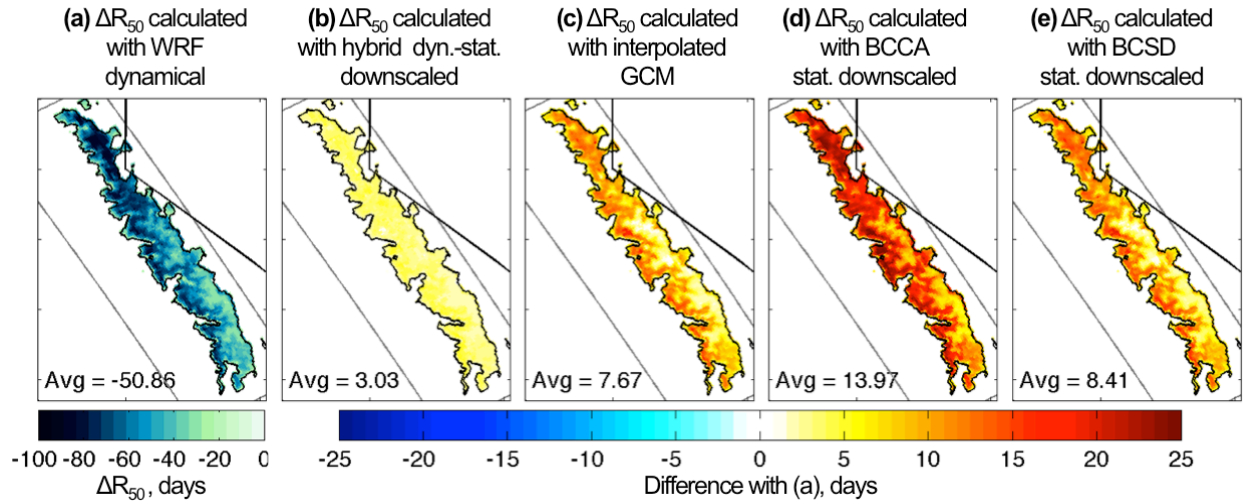 (a) ΔR50 calculated
with WRF
dynamical
(b) ΔR50 calculated
with hybrid dyn.-stat.
downscaled
(c) ΔR50 calculated
with interpolated
GCM
(d) ΔR50 calculated
with BCCA
stat. downscaled
(e) ΔR50 calculated
with BCSD
stat. downscaled
Avg = -50.86
Avg = 3.03
Avg = 7.67
Avg = 13.97
Avg = 8.41
-100 -80 -60 -40 -20 0
ΔR50, days
-25 -20 -15 -10 -5 0 5 10 15 20 25
Difference with (a), days